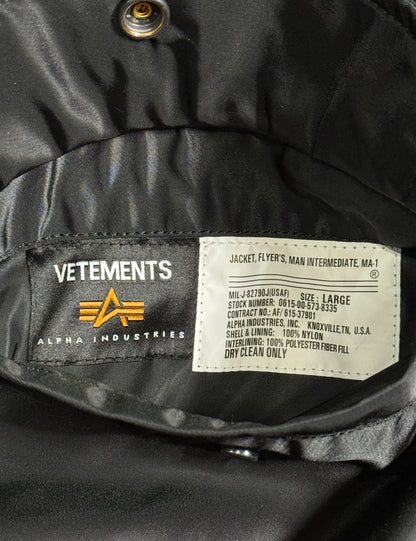 VETEMENTS
ALPHA INDUSTRIES
JACKET, FLYER'S, MAN INTERMEDIATE, MA-1
®
MIL-J-82790J(USAF) SIZE : LARGE
STOCK NUMBER: 0615-00-573-8335
CONTRACT NO.: AF/ 615-37901
ALPHA INDUSTRIES, INC. KNOXVILLE,TN, U.S.A.
SHELL & LINING: 100% NYLON
INTERLINING: 100% POLYESTER FIBER FILL
DRY CLEAN ONLY